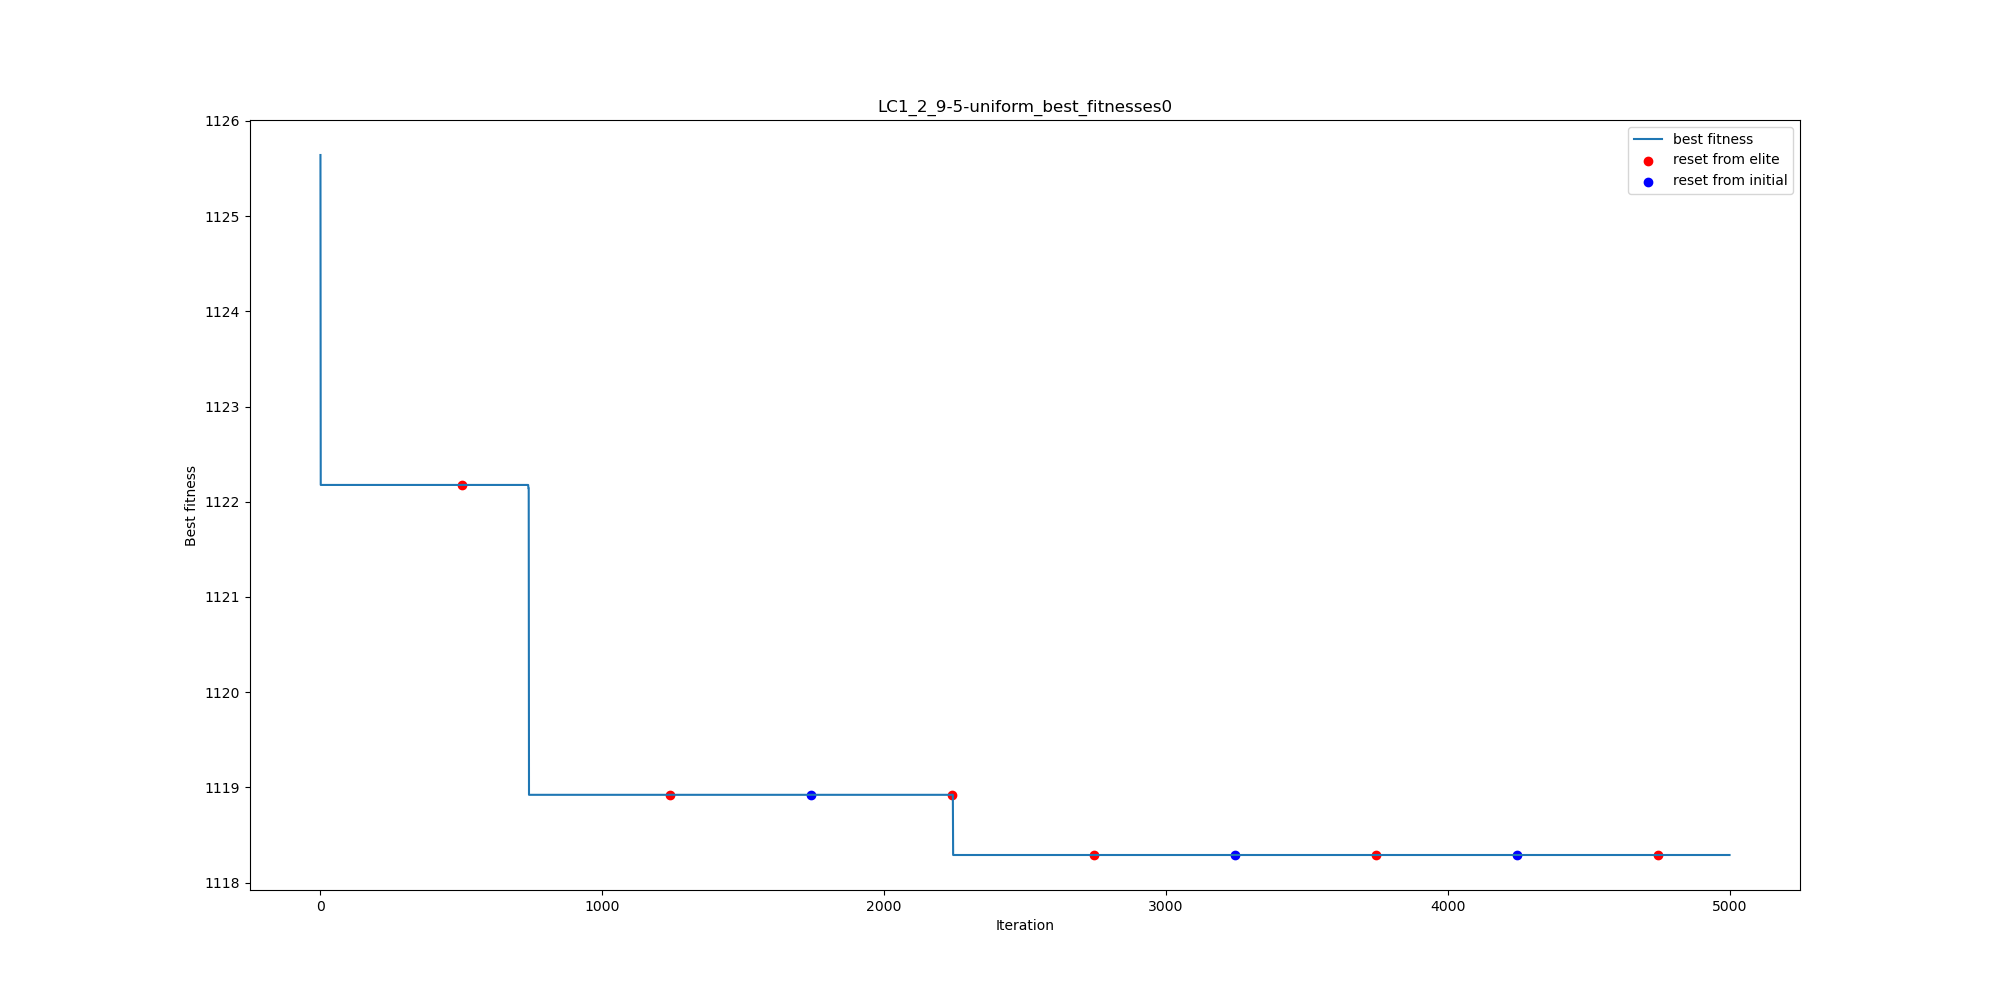 LC1_2_9-5-uniform_best_fitnesses0
best fitness
reset from elite
reset from initial
Best fitness
1126
1125
1124
1123
1122
1121
1120
1119
1118
0 1000 2000 3000 4000 5000
Iteration